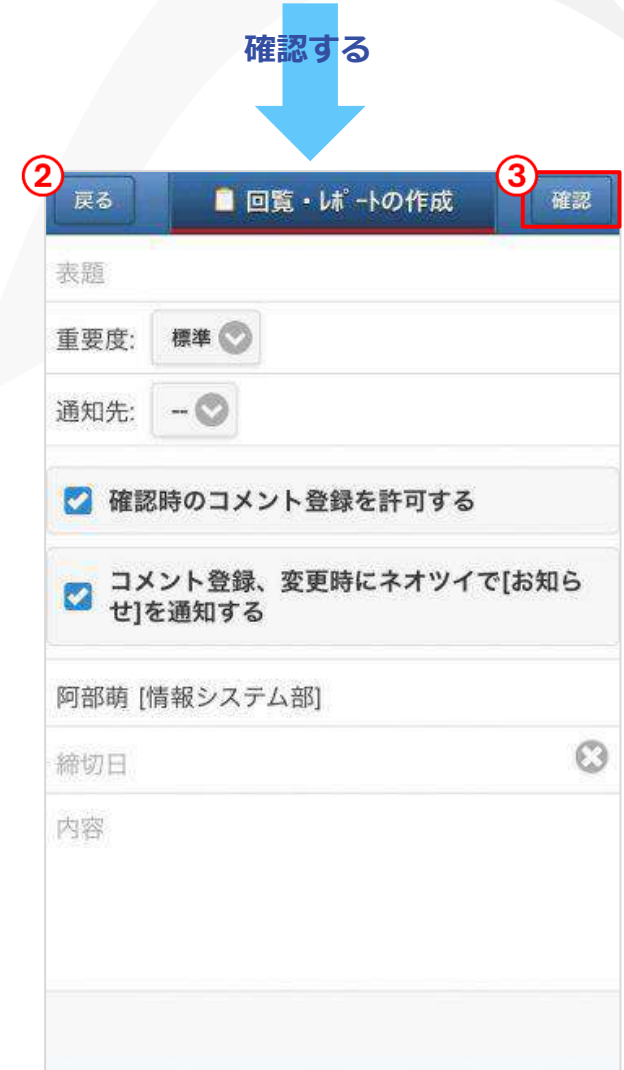 確認する
② ③
戻る 回覧・ﾚﾎﾟｰﾄの作成 確認
表題
重要度: 標準
通知先: --
確認時のコメント登録を許可する
コメント登録、変更時にネオツイで[お知ら
せ]を通知する
阿部萌 [情報システム部]
締切日
内容